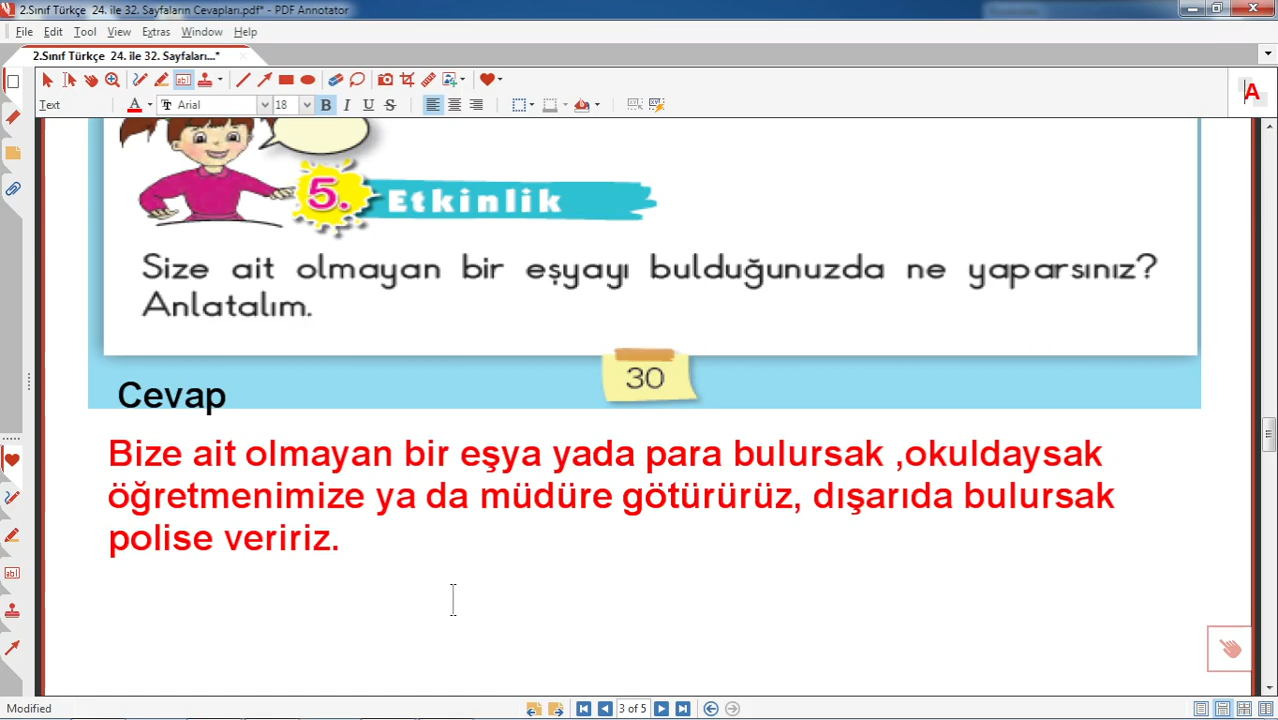 2.Sınıf Türkçe 24. ile 32. Sayfaların Cevapları.pdf* - PDF Annotator
File Edit Tool View Extras Window Help
2.Sınıf Türkçe 24. ile 32. Sayfaları...*
Text A Arial 18 B I U S
A
5. Etkinlik
Size ait olmayan bir eşyayı bulduğunuzda ne yaparsınız?
Anlatalım.
30
Cevap
Bize ait olmayan bir eşya yada para bulursak ,okuldaysak
öğretmenimize ya da müdüre götürürüz, dışarıda bulursak
polise veririz.
Modified 3 of 5